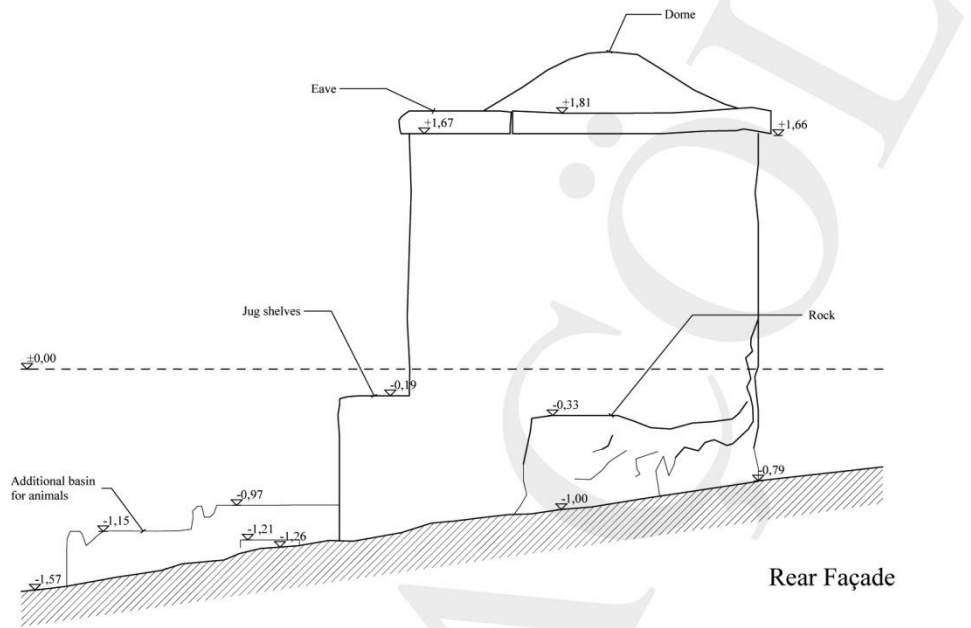 Dome
Eave
+1,81
+1,67
+1,66
Jug shelves
Rock
±0,00
-0,19
-0,33
Additional basin
for animals
-0,79
-0,97
-1,00
-1,15
-1,21
-1,26
-1,57
Rear Façade